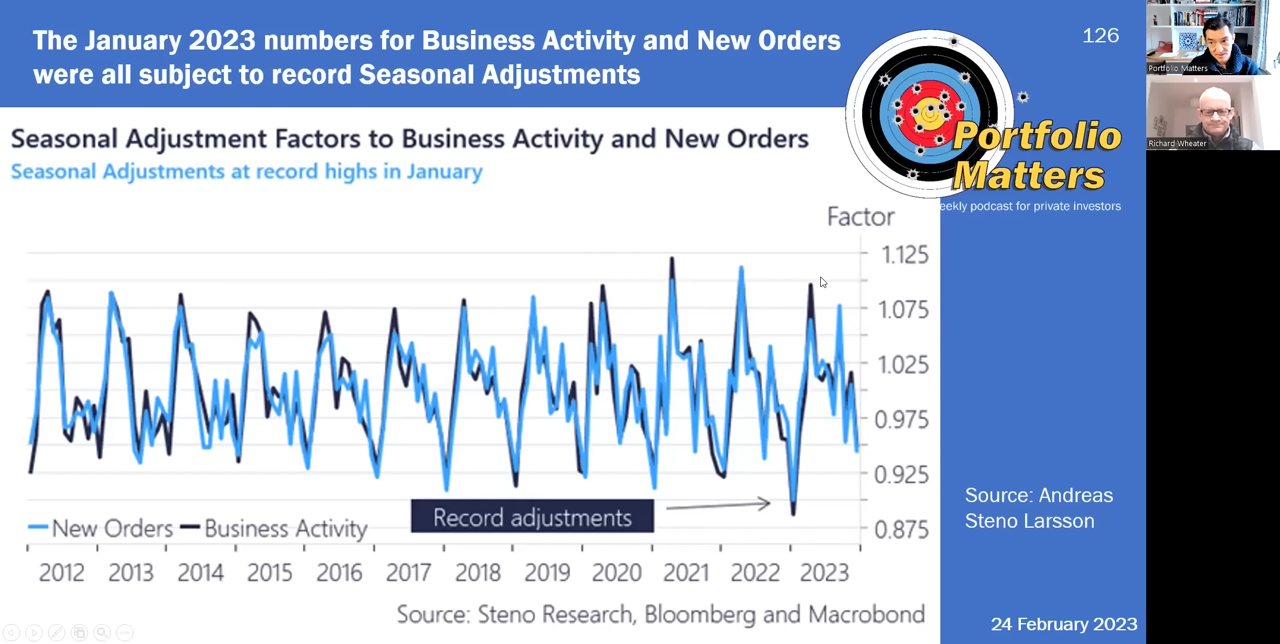 The January 2023 numbers for Business Activity and New Orders
were all subject to record Seasonal Adjustments
126
Portfolio Matters
Richard Wheater
Portfolio
Matters
eekly podcast for private investors
Seasonal Adjustment Factors to Business Activity and New Orders
Seasonal Adjustments at record highs in January
Factor
1.125
1.075
1.025
0.975
0.925
0.875
Record adjustments
New Orders Business Activity
2012 2013 2014 2015 2016 2017 2018 2019 2020 2021 2022 2023
Source: Steno Research, Bloomberg and Macrobond
Source: Andreas
Steno Larsson
24 February 2023